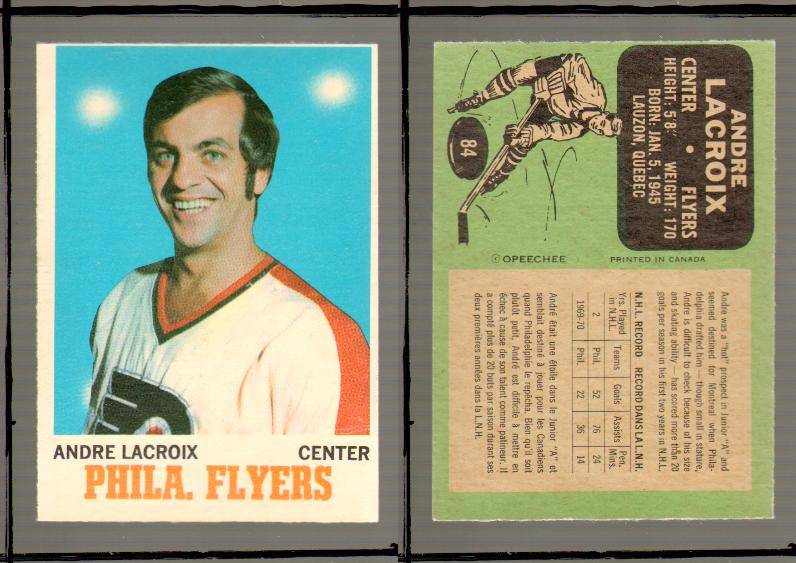 ANDRE LACROIX CENTER
PHILA. FLYERS
ANDRE
LACROIX
CENTER • FLYERS
HEIGHT: 5'8" WEIGHT: 170
BORN: JAN. 5, 1945
LAUZON, QUEBEC
84
© OPEECHEE PRINTED IN CANADA
Andre was a "hot" prospect in Junior "A" and
seemed destined for Montreal when Phila-
delphia drafted him — though small in stature,
Andre is difficult to check because of his size
and skating ability — has scored more than 20
goals per season in his first two years in N.H.L.
N.H.L. RECORD RECORD DANS LA L.N.H.
Yrs. Played in N.H.L. Teams Goals Assists Pen. Mins.
2 Phil. 52 76 24
1969-70 Phil. 22 36 14
André était une étoile dans le Junior "A" et
semblait destiné à jouer pour les Canadiens
quand Philadelphie le repêcha. Bien qu'il soit
plutôt petit, André est difficile à mettre en
échec à cause de son talent comme patineur. Il
a compté plus de 20 buts par saison durant ses
deux premières années dans la L.N.H.